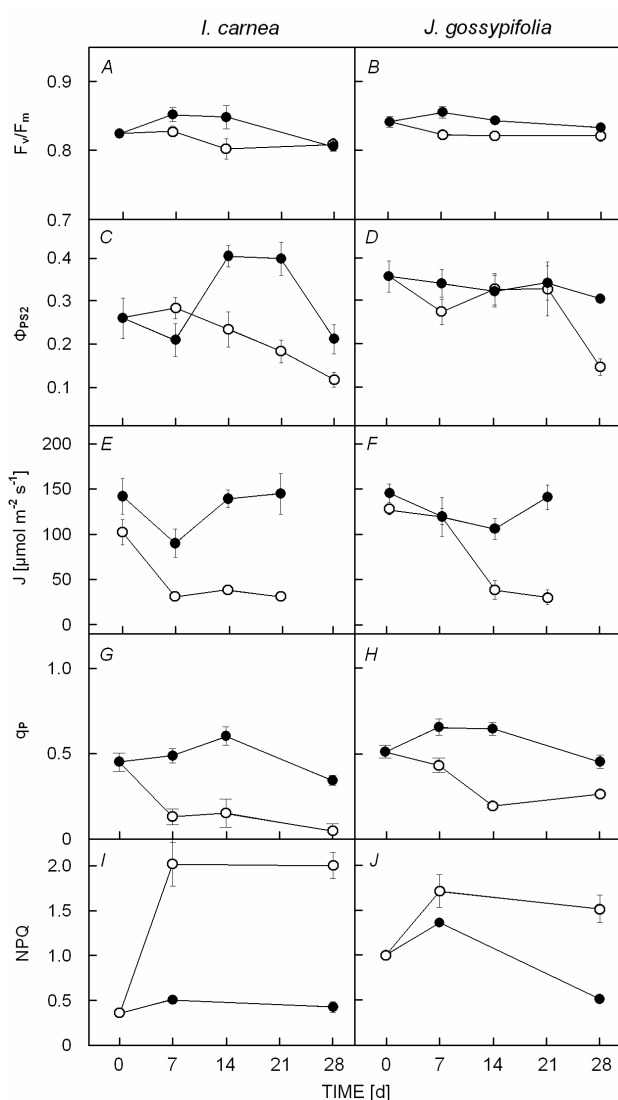 I. carnea J. gossypifolia
A B
0.9
0.8
0.7
Fv/Fm
C D
0.4
0.3
0.2
0.1
ΦPS2
E F
200
150
100
50
0
J [µmol m-2 s-1]
G H
1.0
0.5
0
qP
I J
2.0
1.5
1.0
0.5
0
NPQ
0 7 14 21 28 0 7 14 21 28
TIME [d]